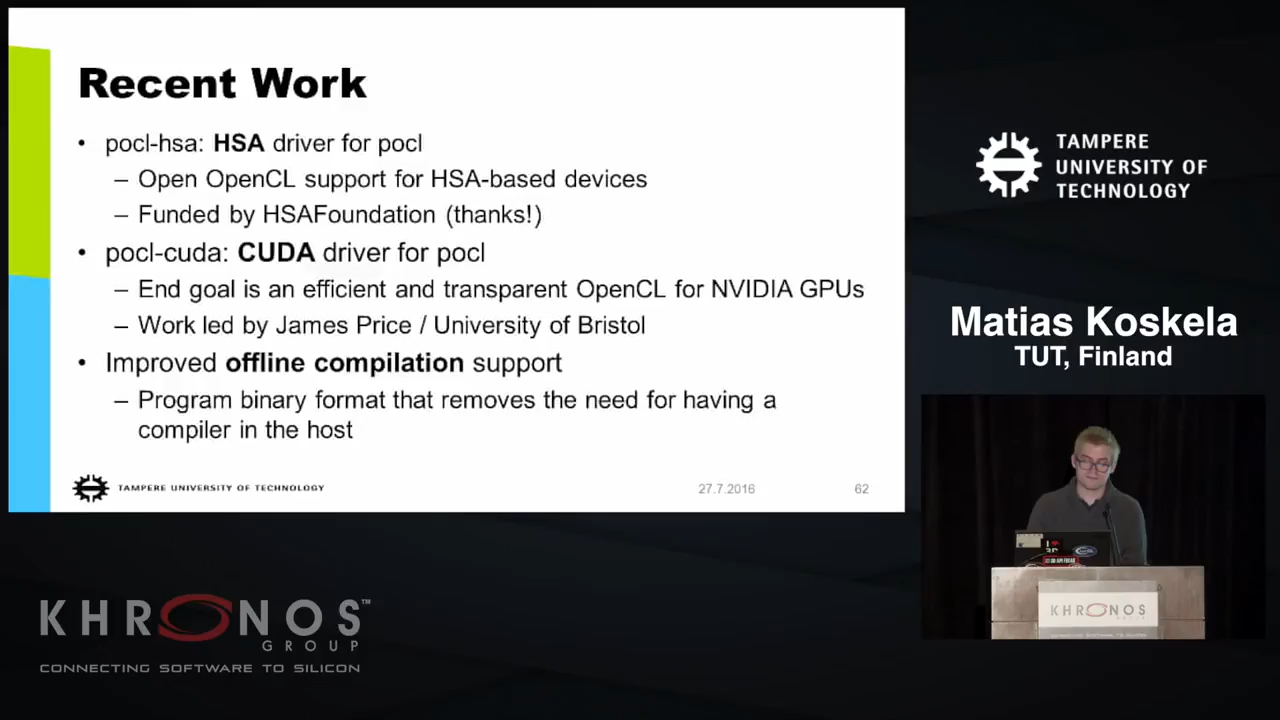 Recent Work
• pocl-hsa: HSA driver for pocl
– Open OpenCL support for HSA-based devices
– Funded by HSAFoundation (thanks!)
• pocl-cuda: CUDA driver for pocl
– End goal is an efficient and transparent OpenCL for NVIDIA GPUs
– Work led by James Price / University of Bristol
• Improved offline compilation support
– Program binary format that removes the need for having a
compiler in the host
TAMPERE UNIVERSITY OF TECHNOLOGY
27.7.2016
62
TAMPERE
UNIVERSITY OF
TECHNOLOGY
Matias Koskela
TUT, Finland
KHRONOS
GROUP
KHRONOS™
GROUP
CONNECTING SOFTWARE TO SILICON